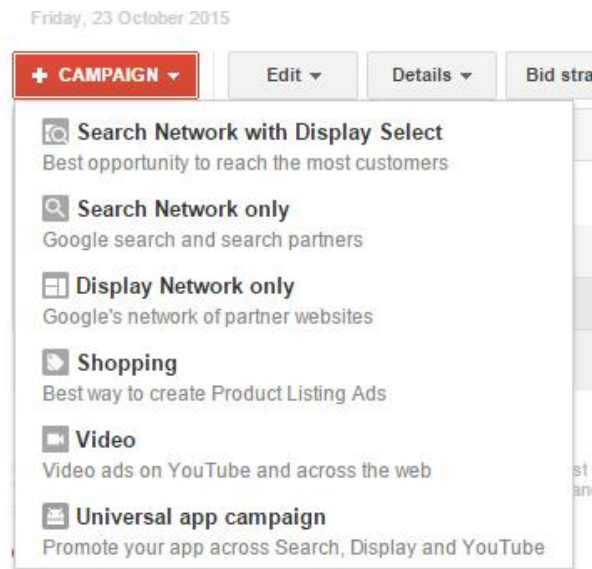 Friday, 23 October 2015
+ CAMPAIGN
Edit
Details
Bid stra
Search Network with Display Select
Best opportunity to reach the most customers
Search Network only
Google search and search partners
Display Network only
Google's network of partner websites
Shopping
Best way to create Product Listing Ads
Video
Video ads on YouTube and across the web
Universal app campaign
Promote your app across Search, Display and YouTube